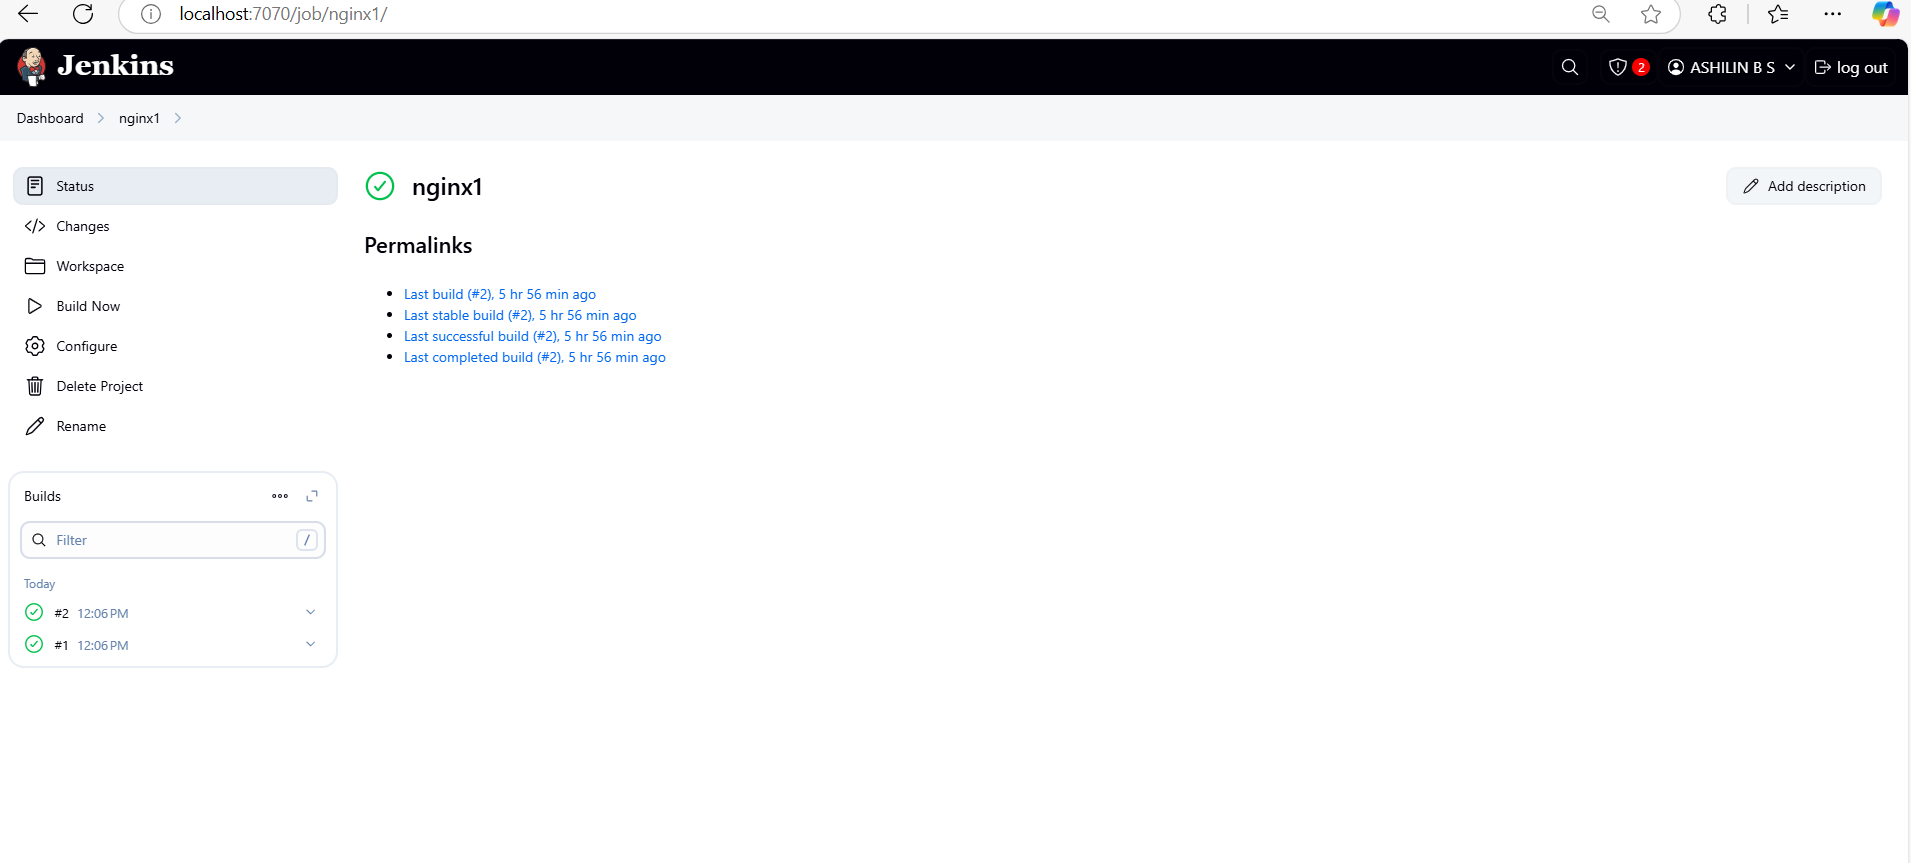 localhost:7070/job/nginx1/
Jenkins
2
ASHILIN B S
log out
Dashboard
nginx1
Status
Changes
Workspace
Build Now
Configure
Delete Project
Rename
Builds
Filter
/
Today
#2 12:06 PM
#1 12:06 PM
nginx1
Add description
Permalinks
Last build (#2), 5 hr 56 min ago
Last stable build (#2), 5 hr 56 min ago
Last successful build (#2), 5 hr 56 min ago
Last completed build (#2), 5 hr 56 min ago